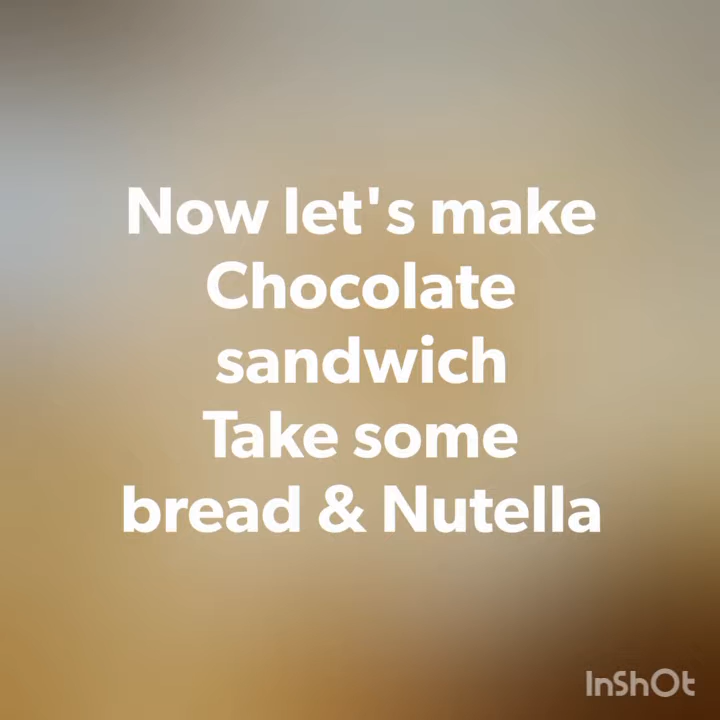 Now let's make
Chocolate
sandwich
Take some
bread & Nutella
InShOt